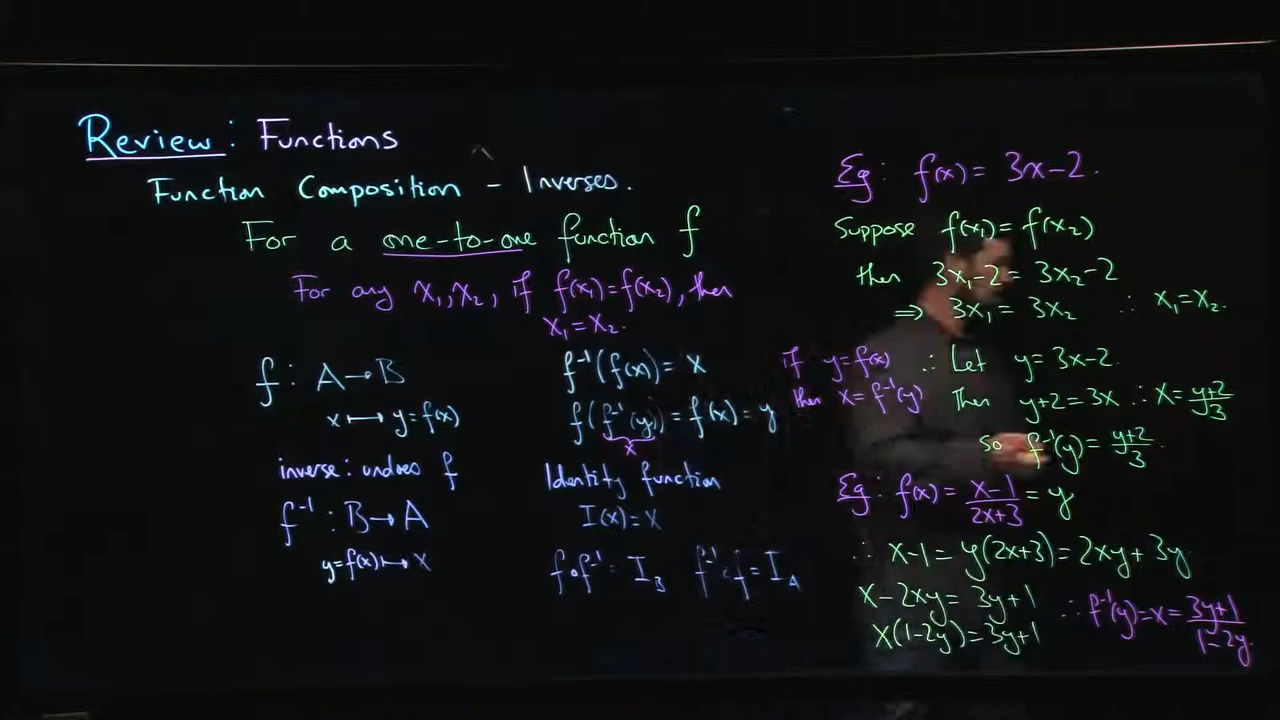 Review: Functions
Function Composition - Inverses.
For a one-to-one function f
For any x₁,x₂, if f(x₁)=f(x₂), then
x₁=x₂.
f: A→B
x⟼y=f(x)
inverse: undoes f
f⁻¹: B→A
y=f(x)⟼x
f⁻¹(f(x))=x
f(f⁻¹(y))=f(x)=y
x
Identity function
I(x)=x
f∘f⁻¹=I_B f⁻¹∘f=I_A
Eg: f(x)=3x-2.
Suppose f(x₁)=f(x₂)
then 3x₁-2=3x₂-2
⇒ 3x₁=3x₂ ∴ x₁=x₂.
If y=f(x)
then x=f⁻¹(y)
∴ Let y=3x-2.
Then y+2=3x ∴ x=(y+2)/3
So f⁻¹(y)=(y+2)/3.
Eg: f(x)=(x-1)/(2x+3)=y
∴ x-1=y(2x+3)=2xy+3y
x-2xy=3y+1
x(1-2y)=3y+1
∴ f⁻¹(y)=x=(3y+1)/(1-2y).